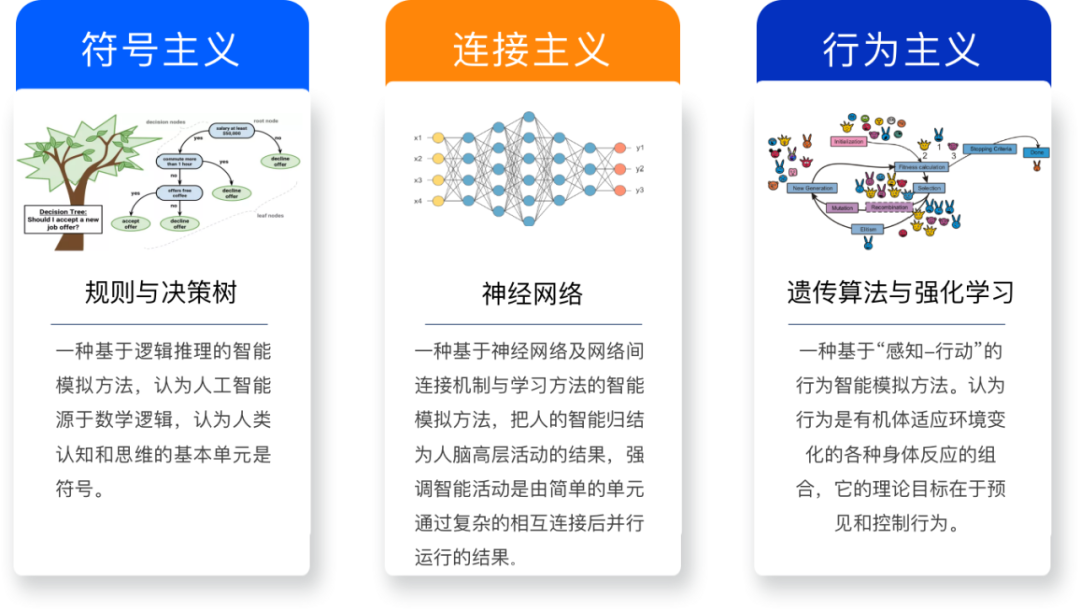 符号主义
decision nodes
root node
salary at least $50,000
yes
no
commute more than 1 hour
decline offer
yes
no
offers free coffee
decline offer
yes
no
accept offer
decline offer
leaf nodes
Decision Tree:
Should I accept a new
job offer?
规则与决策树
一种基于逻辑推理的智能
模拟方法，认为人工智能
源于数学逻辑，认为人类
认知和思维的基本单元是
符号。
连接主义
x1
x2
x3
x4
y1
y2
y3
神经网络
一种基于神经网络及网络间
连接机制与学习方法的智能
模拟方法，把人的智能归结
为人脑高层活动的结果，强
调智能活动是由简单的单元
通过复杂的相互连接后并行
运行的结果。
行为主义
Initialization
1
2
3
Stopping Criteria
Done
Fitness calculation
New Generation
Selection
Mutation
Recombination
Elitism
遗传算法与强化学习
一种基于“感知–行动”的
行为智能模拟方法。认为
行为是有机体适应环境变
化的各种身体反应的组
合，它的理论目标在于预
见和控制行为。